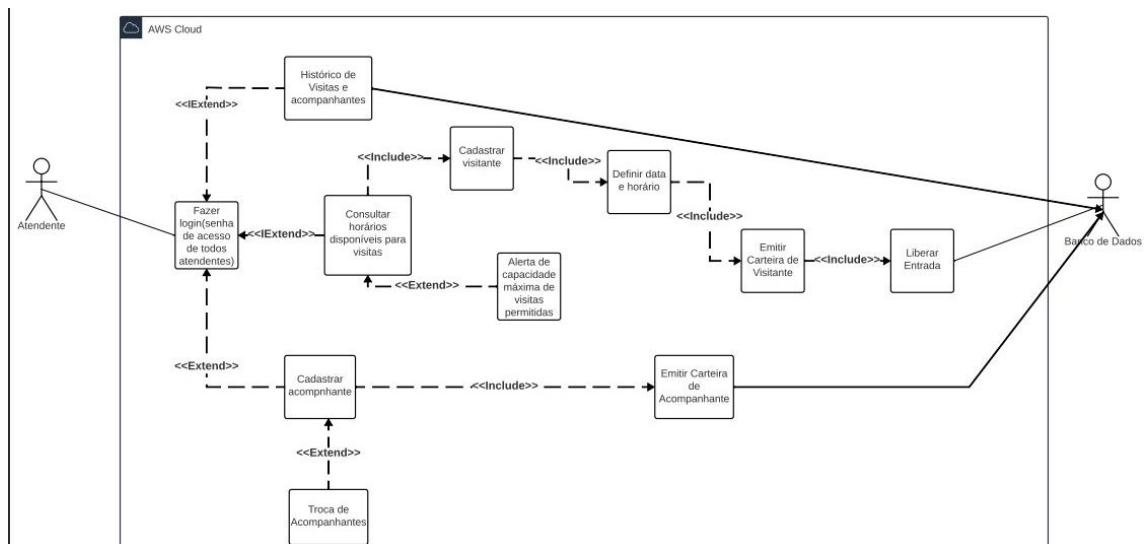 AWS Cloud
Histórico de
Visitas e
acompanhantes
<<IExtend>>
Cadastrar
visitante
<<Include>>
<<Include>>
Definir data
e horário
Atendente
Fazer
login(senha
de acesso
de todos
atendentes)
<<IExtend>>
Consultar
horários
disponíveis para
visitas
<<Include>>
Banco de Dados
Emitir
Carteira de
Visitante
<<Include>>
Liberar
Entrada
Alerta de
capacidade
máxima de
visitas
permitidas
<<Extend>>
<<Extend>>
Cadastrar
acompnhante
<<Include>>
Emitir Carteira
de
Acompanhante
<<Extend>>
Troca de
Acompanhantes